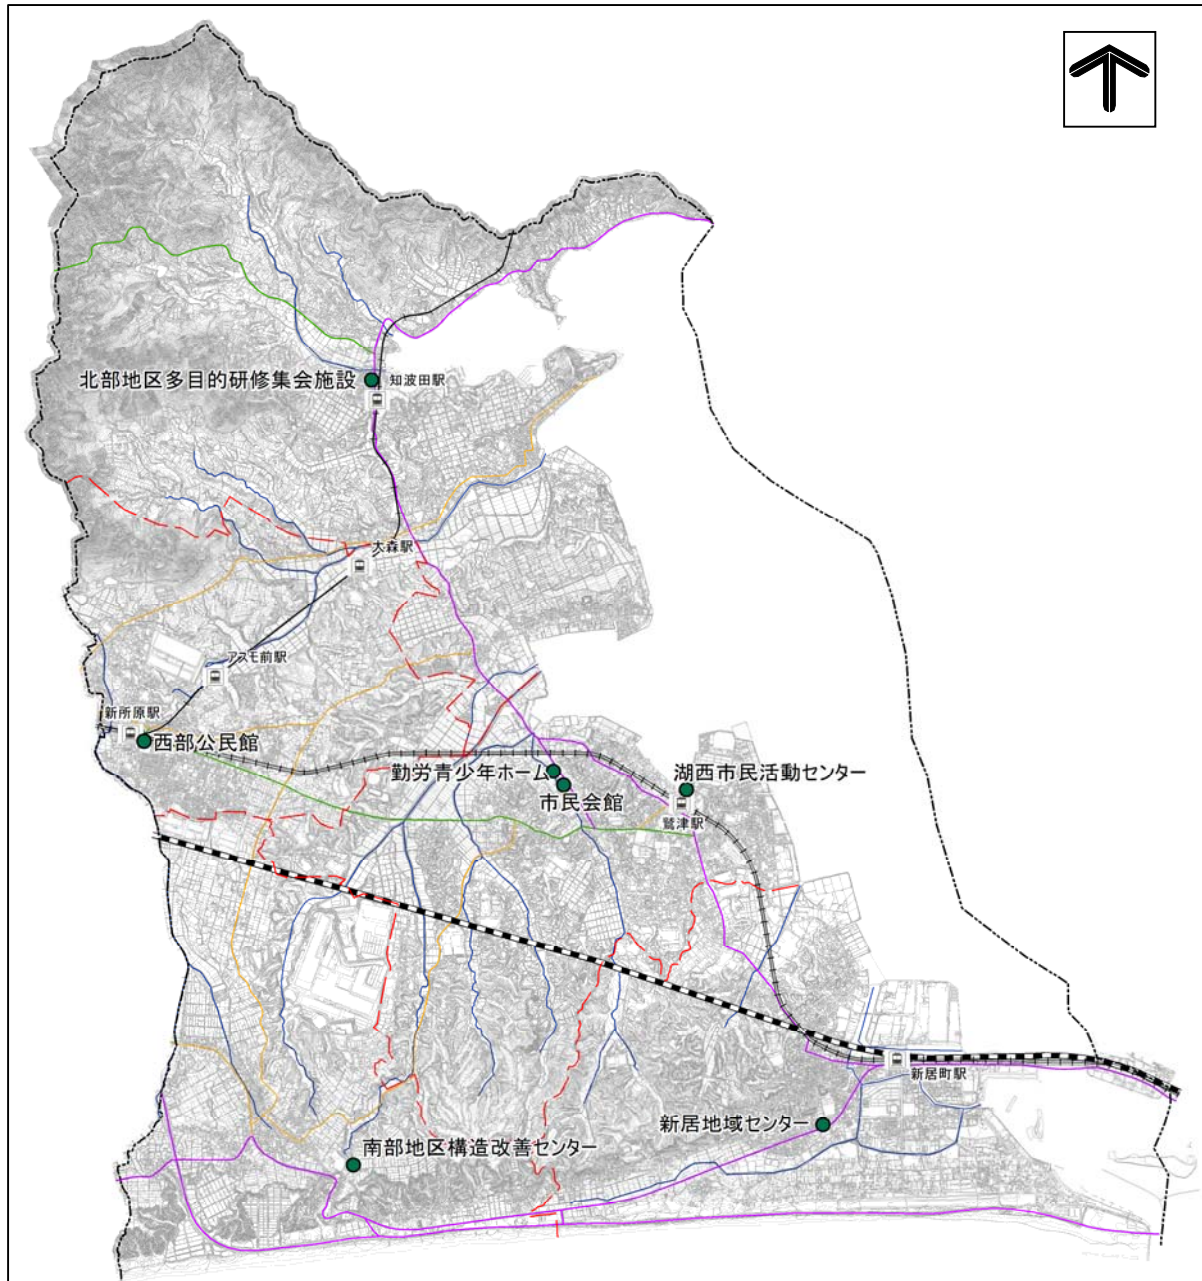 北部地区多目的研修集会施設
知波田駅
大森駅
アスモ前駅
新所原駅
西部公民館
勤労青少年ホーム
市民会館
湖西市民活動センター
鷲津駅
新居町駅
新居地域センター
南部地区構造改善センター